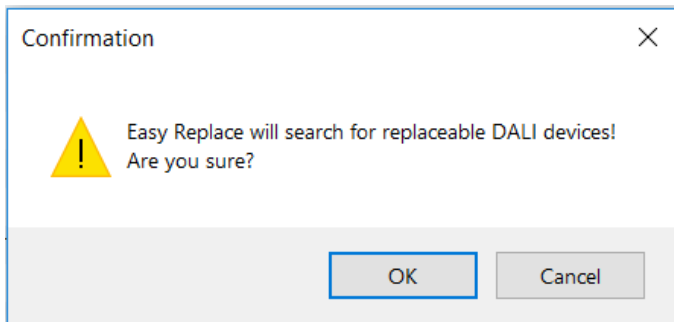 Confirmation
Easy Replace will search for replaceable DALI devices!
Are you sure?
OK
Cancel